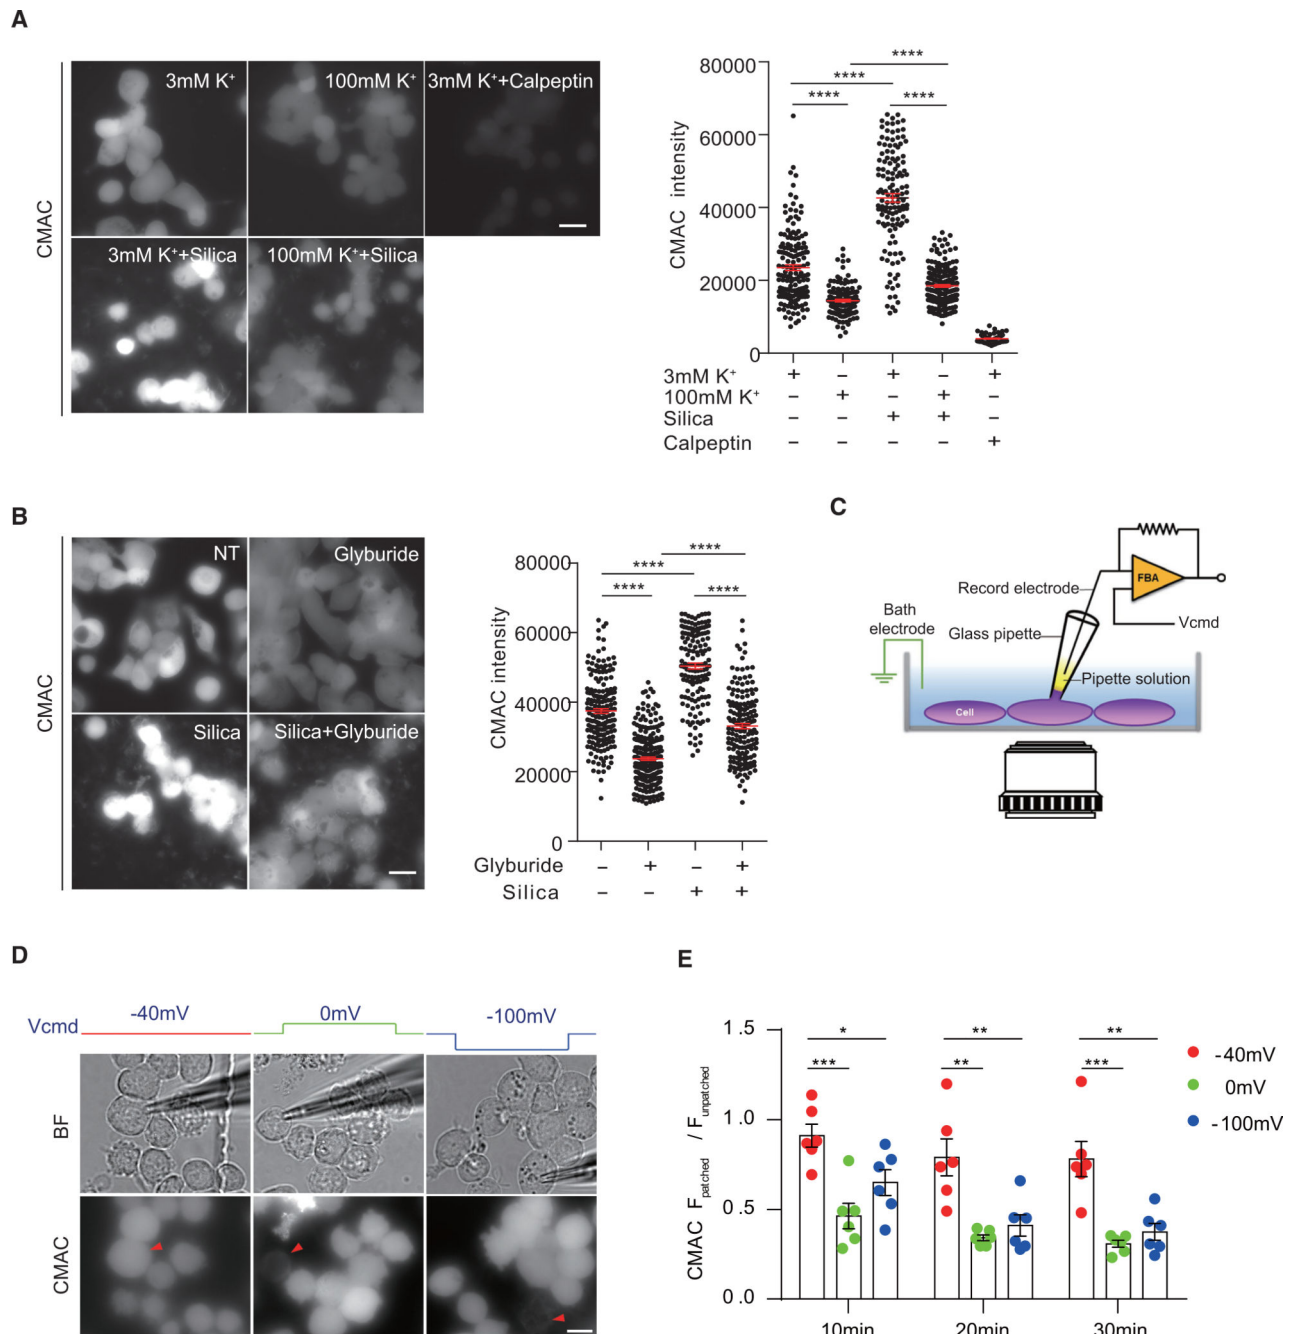 A
CMAC
3mM K⁺
100mM K⁺
3mM K⁺+Calpeptin
3mM K⁺+Silica
100mM K⁺+Silica
CMAC intensity
80000
60000
40000
20000
0
****
****
****
****
3mM K⁺ + – + – +
100mM K⁺ – + – + –
Silica – – + + –
Calpeptin – – – – +
B
CMAC
NT
Glyburide
Silica
Silica+Glyburide
CMAC intensity
80000
60000
40000
20000
0
****
****
****
****
Glyburide – + – +
Silica – – + +
C
FBA
Record electrode
Vcmd
Bath
electrode
Glass pipette
Pipette solution
Cell
D
Vcmd
-40mV
0mV
-100mV
BF
CMAC
E
CMAC Fpatched / Funpatched
1.5
1.0
0.5
0.0
* ** **
*** ** ***
-40mV
0mV
-100mV
10min 20min 30min